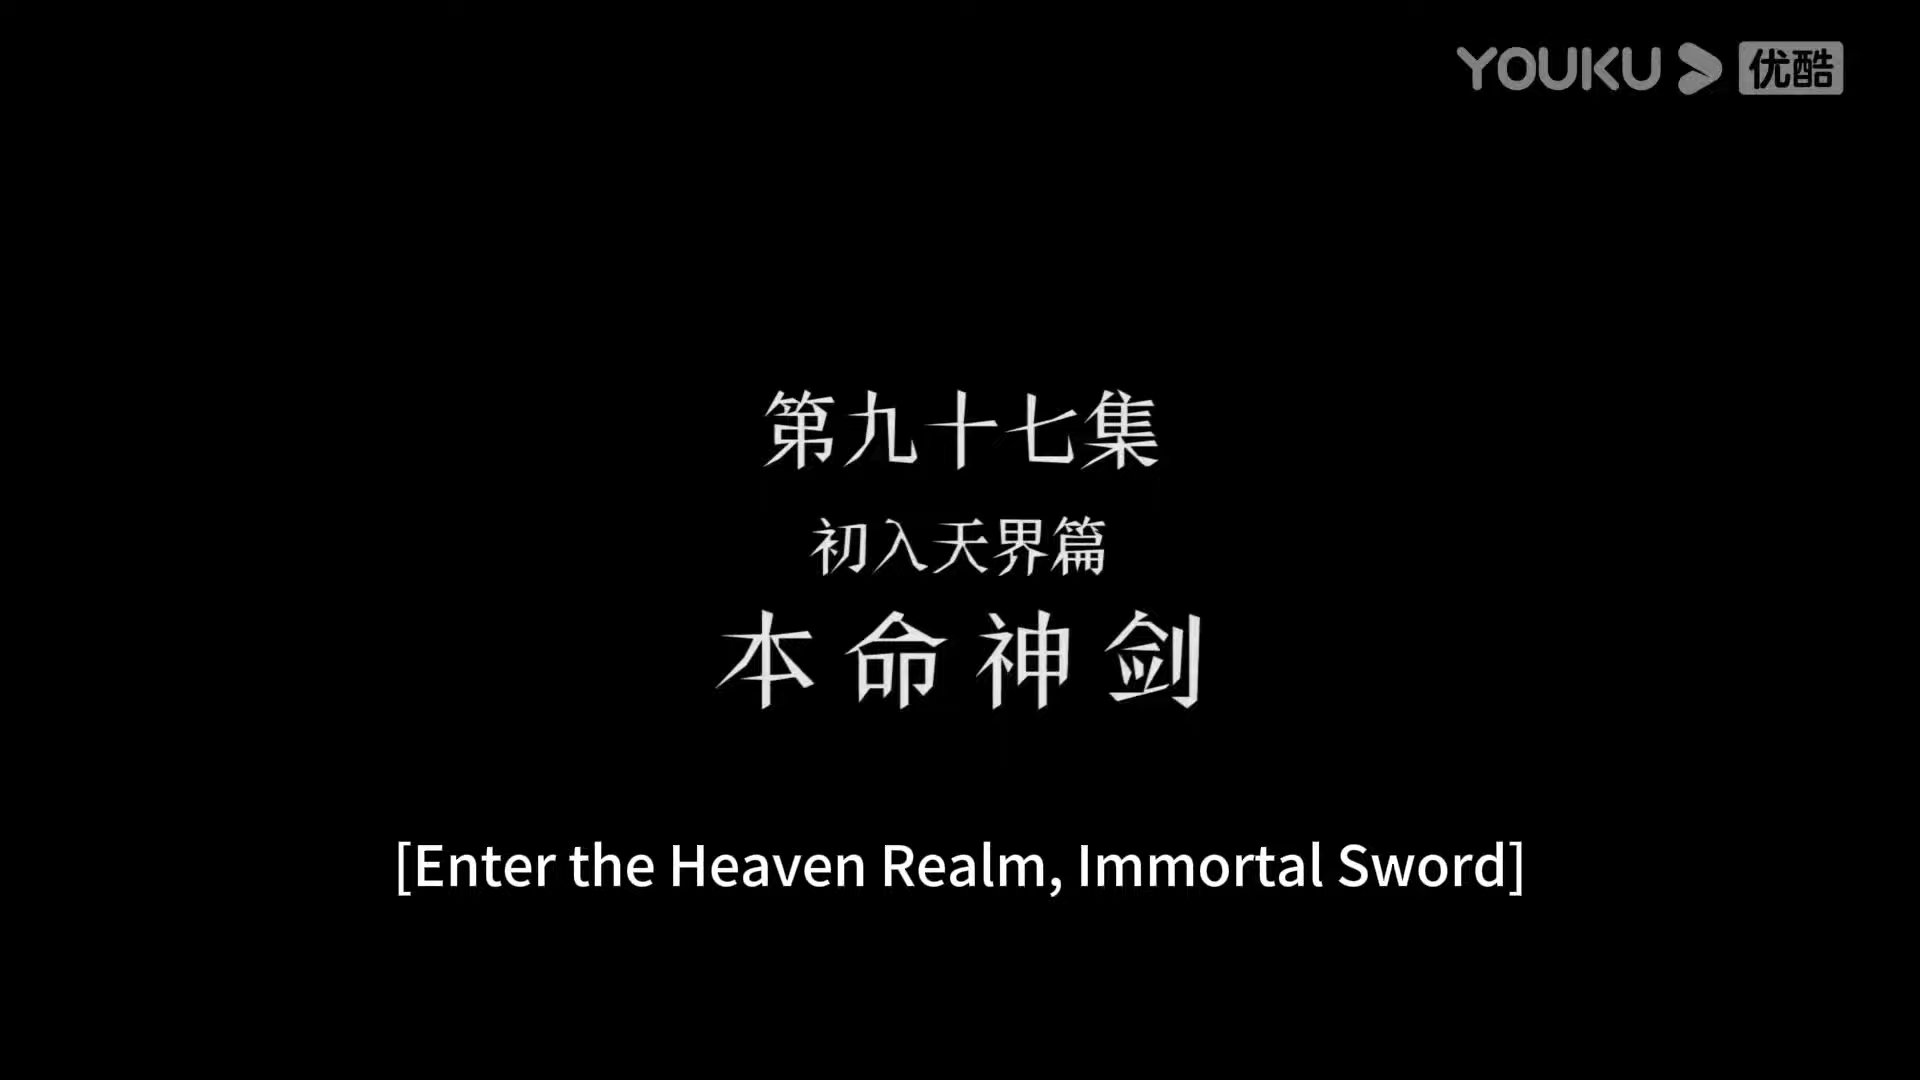 YOUKU 优酷
第九十七集
初入天界篇
本命神剑
[Enter the Heaven Realm, Immortal Sword]